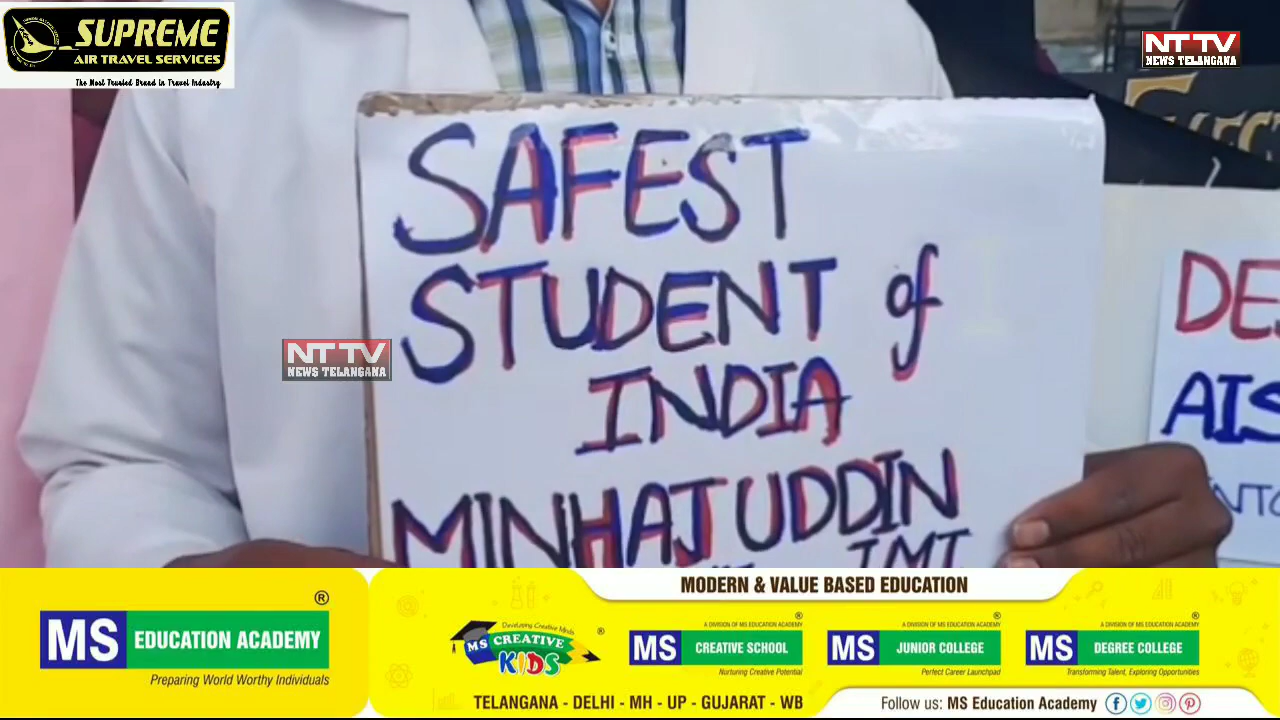 SUPREME
AIR TRAVEL SERVICES
The Most Trusted Brand in Travel Industry
NT TV
NEWS TELANGANA
SAFEST
STUDENT of
INDIA
MINHAJUDDIN
NT TV
NEWS TELANGANA
DE
AIS
MODERN & VALUE BASED EDUCATION
MS EDUCATION ACADEMY ®
Preparing World Worthy Individuals
Developing Creative Minds
MS CREATIVE KIDS ®
A DIVISION OF MS EDUCATION ACADEMY ®
MS CREATIVE SCHOOL
Nurturing Creative Potential
A DIVISION OF MS EDUCATION ACADEMY ®
MS JUNIOR COLLEGE
Perfect Career Launchpad
A DIVISION OF MS EDUCATION ACADEMY ®
MS DEGREE COLLEGE
Transforming Talent, Exploring Opportunities
TELANGANA - DELHI - MH - UP - GUJARAT - WB
Follow us: MS Education Academy